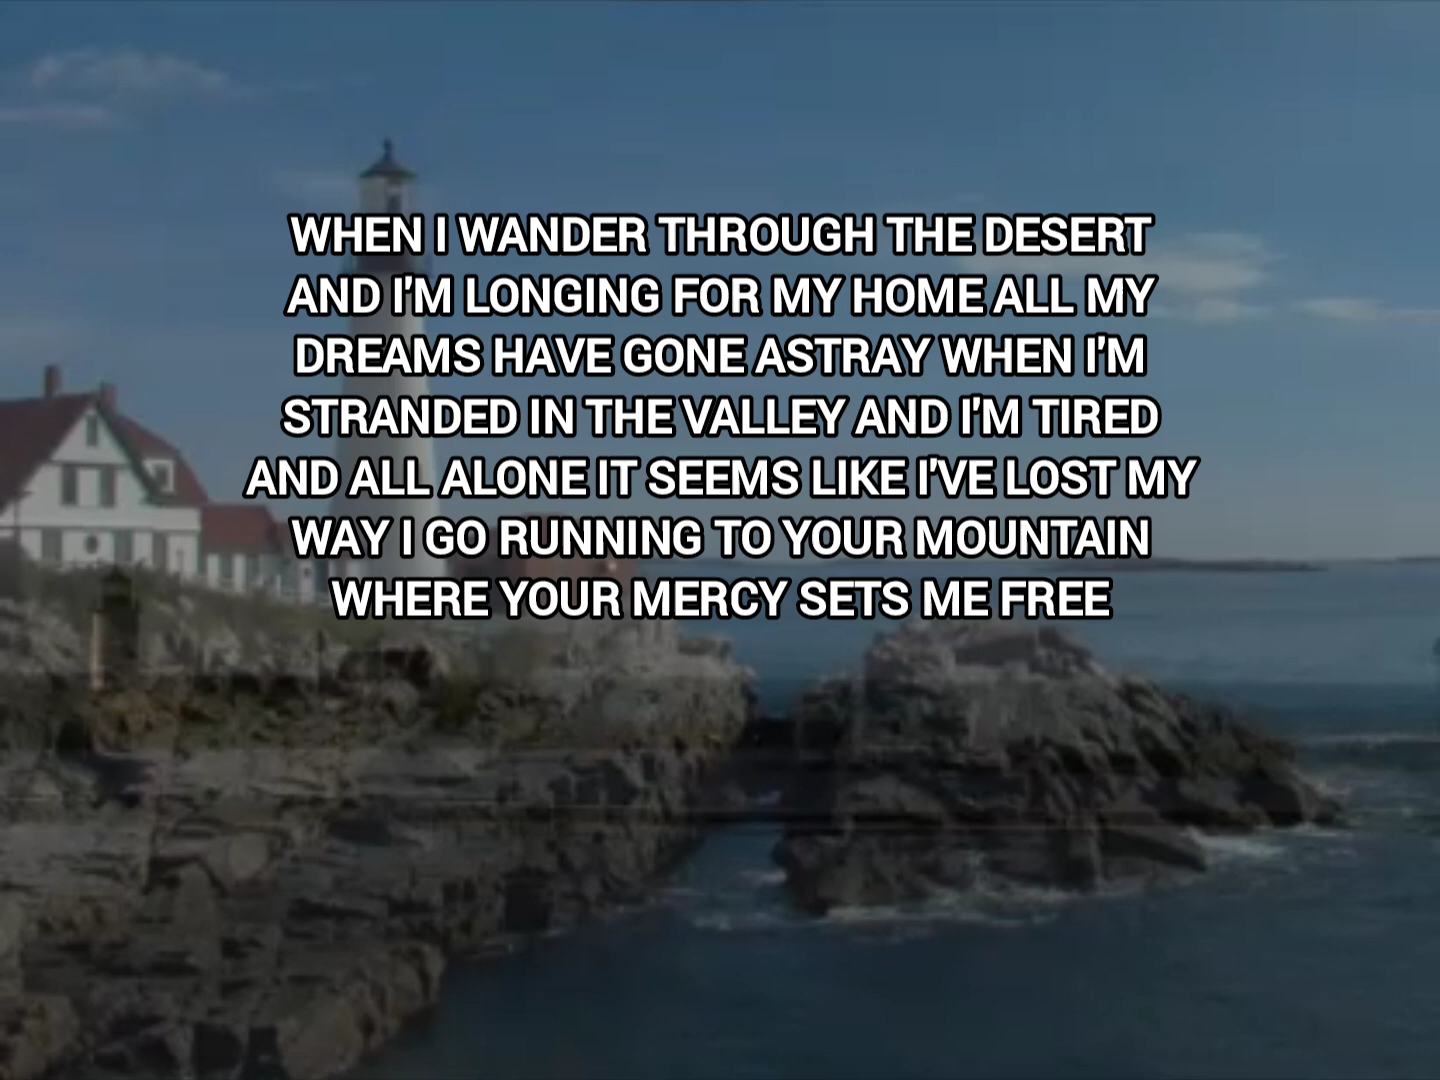 WHEN I WANDER THROUGH THE DESERT
AND I'M LONGING FOR MY HOME ALL MY
DREAMS HAVE GONE ASTRAY WHEN I'M
STRANDED IN THE VALLEY AND I'M TIRED
AND ALL ALONE IT SEEMS LIKE I'VE LOST MY
WAY I GO RUNNING TO YOUR MOUNTAIN
WHERE YOUR MERCY SETS ME FREE